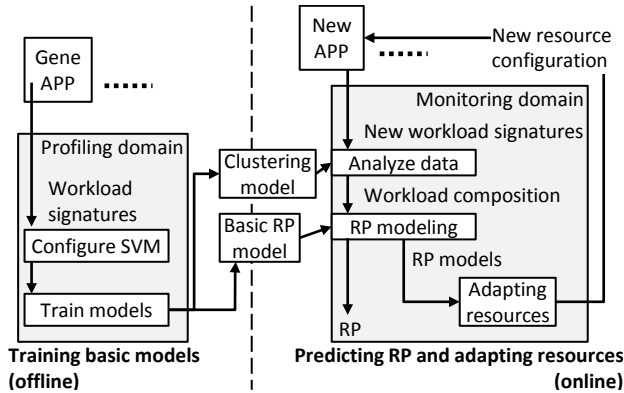 Gene
APP
New
APP
New resource
configuration
Profiling domain
Monitoring domain
Workload
signatures
Configure SVM
Train models
Clustering
model
Basic RP
model
New workload signatures
Analyze data
Workload composition
RP modeling
RP models
Adapting
resources
RP
Training basic models
(offline)
Predicting RP and adapting resources
(online)